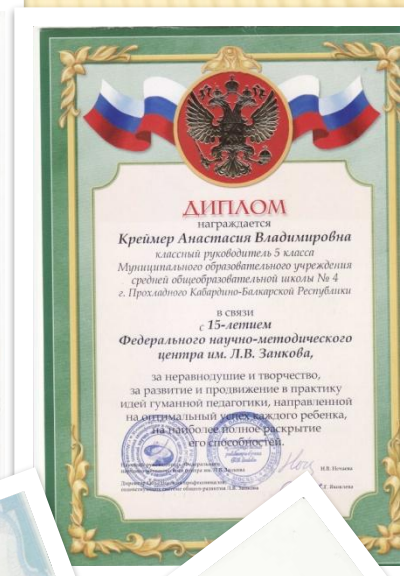 ДИПЛОМ
награждается
Креймер Анастасия Владимировна
классный руководитель 5 класса
Муниципального образовательного учреждения
средней общеобразовательной школы № 4
г. Прохладного Кабардино-Балкарской Республики
в связи
с 15-летием
Федерального научно-методического
центра им. Л.В. Занкова,
за неравнодушие и творчество,
за развитие и продвижение в практику
идей гуманной педагогики, направленной
на оптимальный успех каждого ребенка,
на наиболее полное раскрытие
его способностей.
Н.В. Нечаева